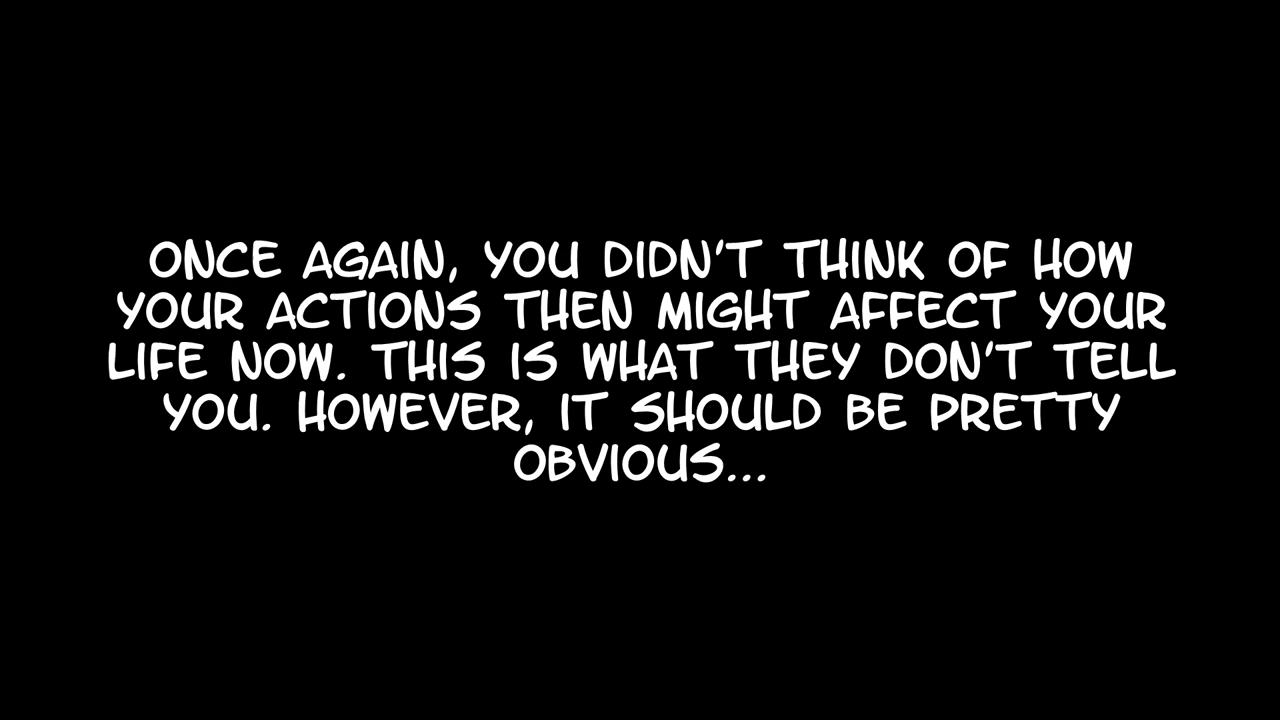 ONCE AGAIN, YOU DIDN'T THINK OF HOW
YOUR ACTIONS THEN MIGHT AFFECT YOUR
LIFE NOW. THIS IS WHAT THEY DON'T TELL
YOU. HOWEVER, IT SHOULD BE PRETTY
OBVIOUS...